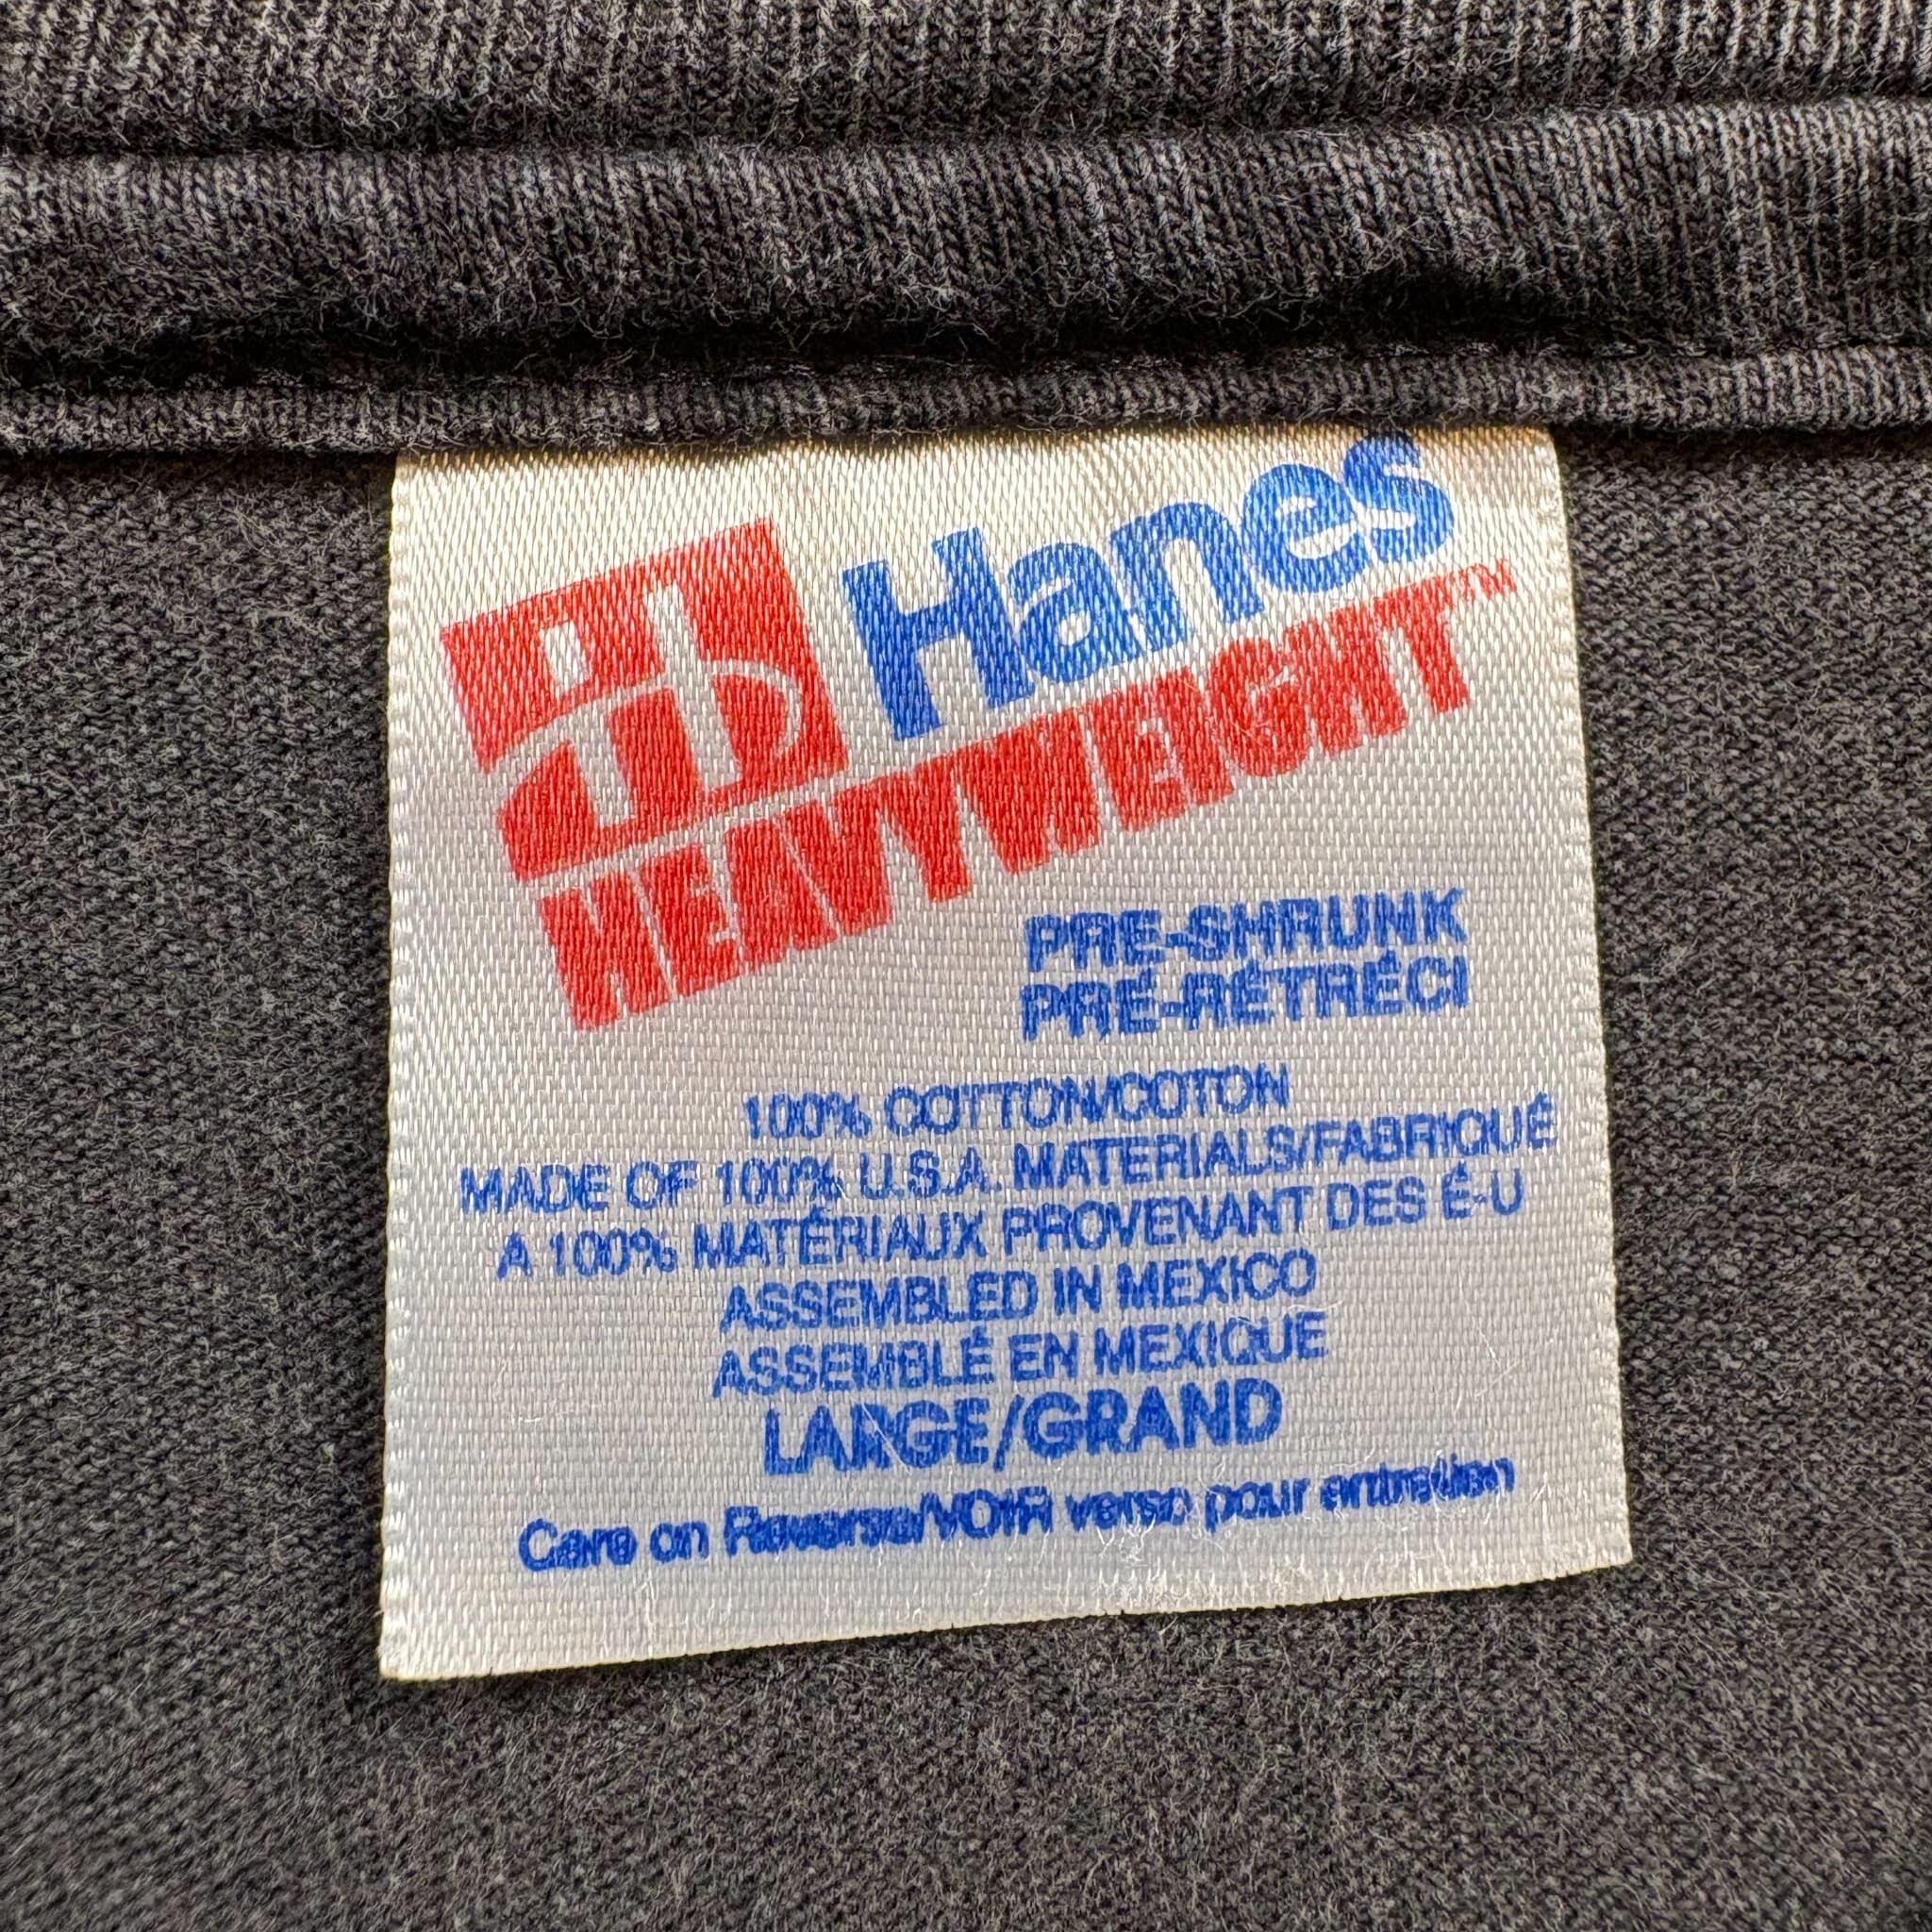 Hanes
HEAVYWEIGHT™
PRE-SHRUNK
PRÉ-RÉTRÉCI
100% COTTON/COTON
MADE OF 100% U.S.A. MATERIALS/FABRIQUÉ
A 100% MATÉRIAUX PROVENANT DES É-U
ASSEMBLED IN MEXICO
ASSEMBLÉ EN MEXIQUE
LARGE/GRAND
Care on Reverse/VOIR verso pour entretien